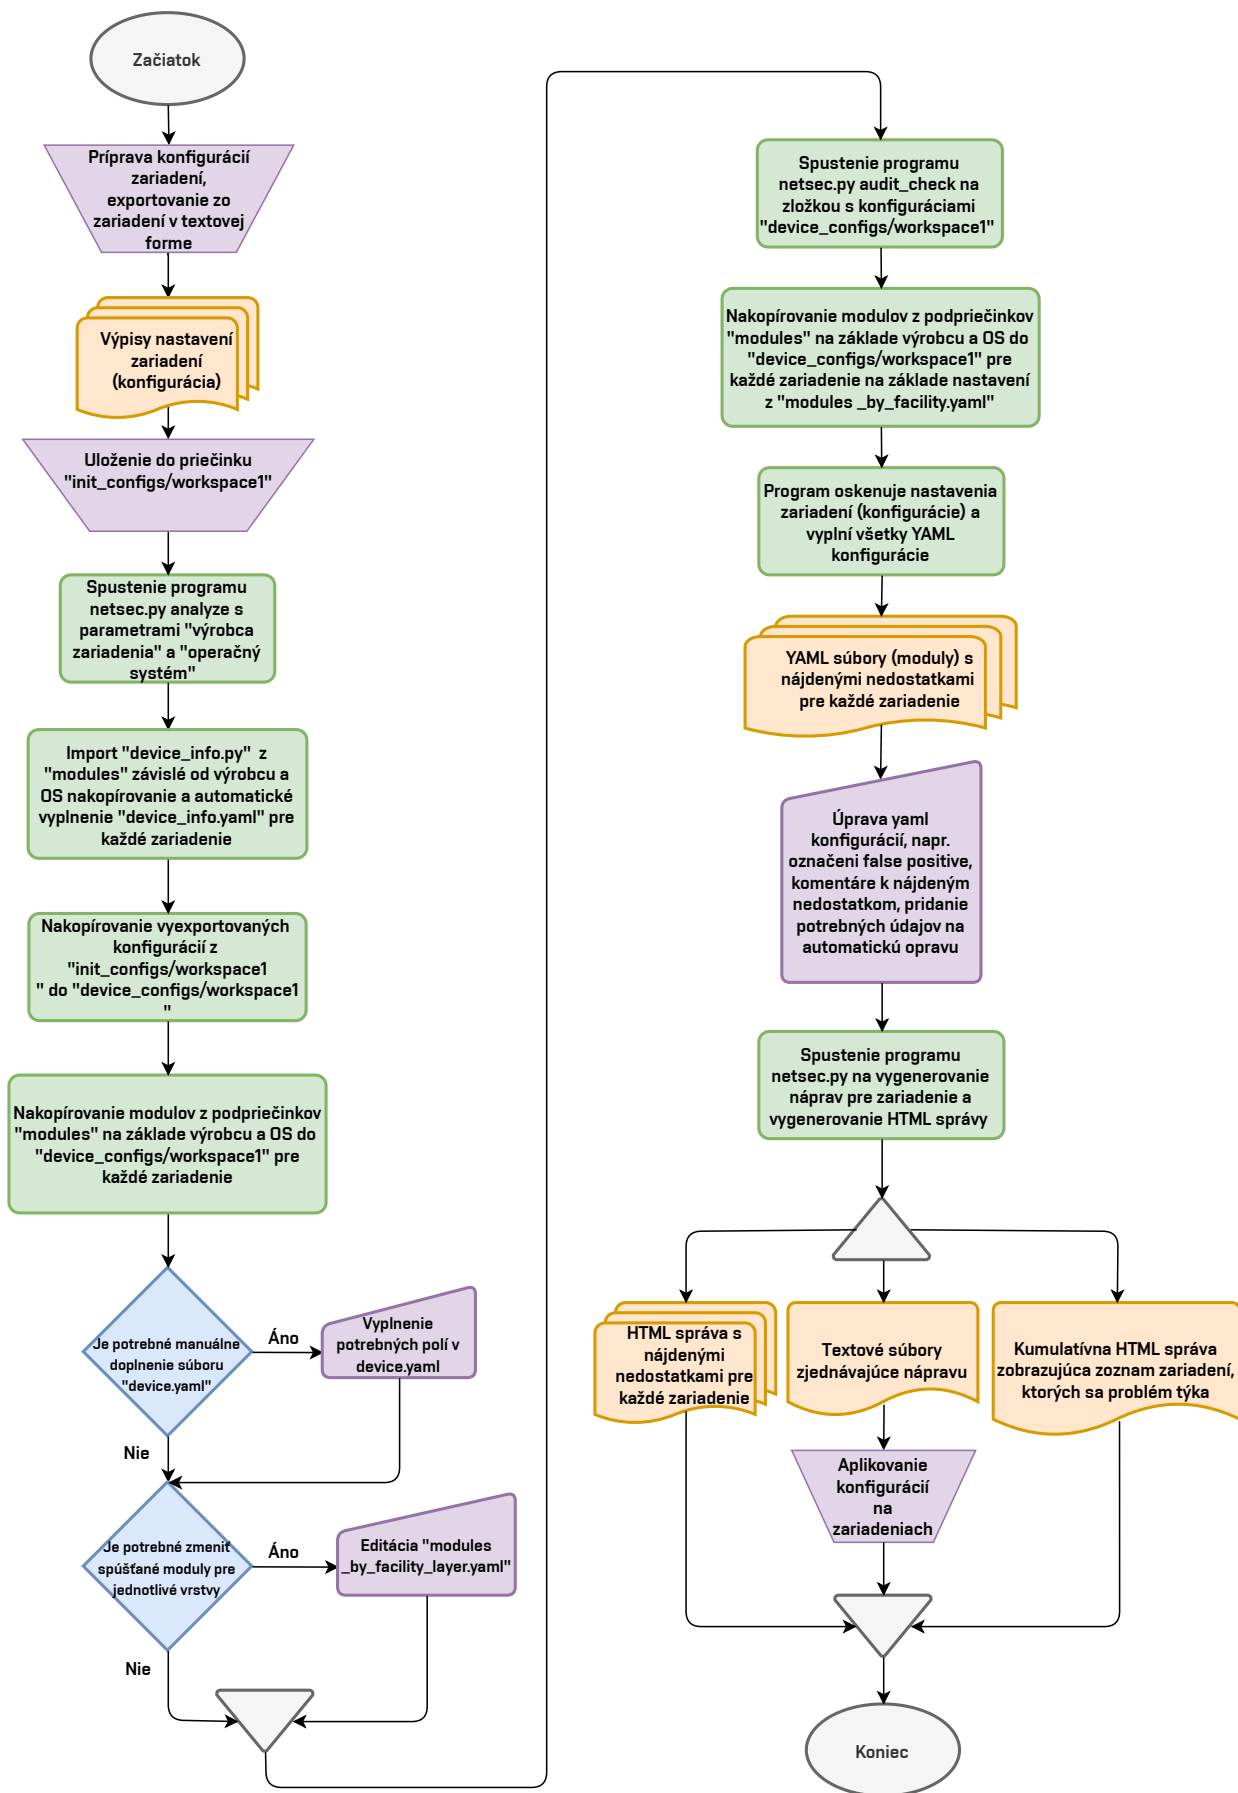 Začiatok
Príprava konfigurácií
zariadení,
exportovanie zo
zariadení v textovej
forme
Výpisy nastavení
zariadení
(konfigurácia)
Uloženie do priečinku
"init_configs/workspace1"
Spustenie programu
netsec.py analyze s
parametrami "výrobca
zariadenia" a "operačný
systém"
Import "device_info.py" z
"modules" závislé od výrobcu a
OS nakopírovanie a automatické
vyplnenie "device_info.yaml" pre
každé zariadenie
Nakopírovanie vyexportovaných
konfigurácií z
"init_configs/workspace1
" do "device_configs/workspace1
"
Nakopírovanie modulov z podpriečinkov
"modules" na základe výrobcu a OS do
"device_configs/workspace1" pre
každé zariadenie
Je potrebné manuálne
doplnenie súboru
"device.yaml"
Áno
Vyplnenie
potrebných polí v
device.yaml
Nie
Je potrebné zmeniť
spúšťané moduly pre
jednotlivé vrstvy
Áno
Editácia "modules
_by_facility_layer.yaml"
Nie
Spustenie programu
netsec.py audit_check na
zložkou s konfiguráciami
"device_configs/workspace1"
Nakopírovanie modulov z podpriečinkov
"modules" na základe výrobcu a OS do
"device_configs/workspace1" pre
každé zariadenie na základe nastavení
z "modules _by_facility.yaml"
Program oskenuje nastavenia
zariadení (konfigurácie) a
vyplní všetky YAML
konfigurácie
YAML súbory (moduly) s
nájdenými nedostatkami
pre každé zariadenie
Úprava yaml
konfigurácií, napr.
označeni false positive,
komentáre k nájdeným
nedostatkom, pridanie
potrebných údajov na
automatickú opravu
Spustenie programu
netsec.py na vygenerovanie
náprav pre zariadenie a
vygenerovanie HTML správy
HTML správa s
nájdenými
nedostatkami pre
každé zariadenie
Textové súbory
zjednávajúce nápravu
Kumulatívna HTML správa
zobrazujúca zoznam zariadení,
ktorých sa problém týka
Aplikovanie
konfigurácií
na
zariadeniach
Koniec